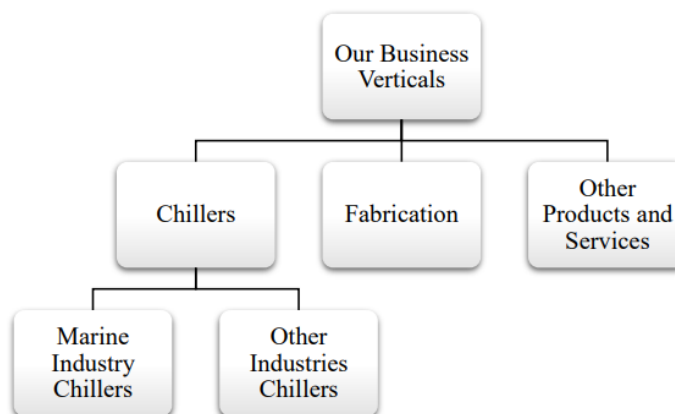 Our Business
Verticals
Chillers
Fabrication
Other
Products and
Services
Marine
Industry
Chillers
Other
Industries
Chillers